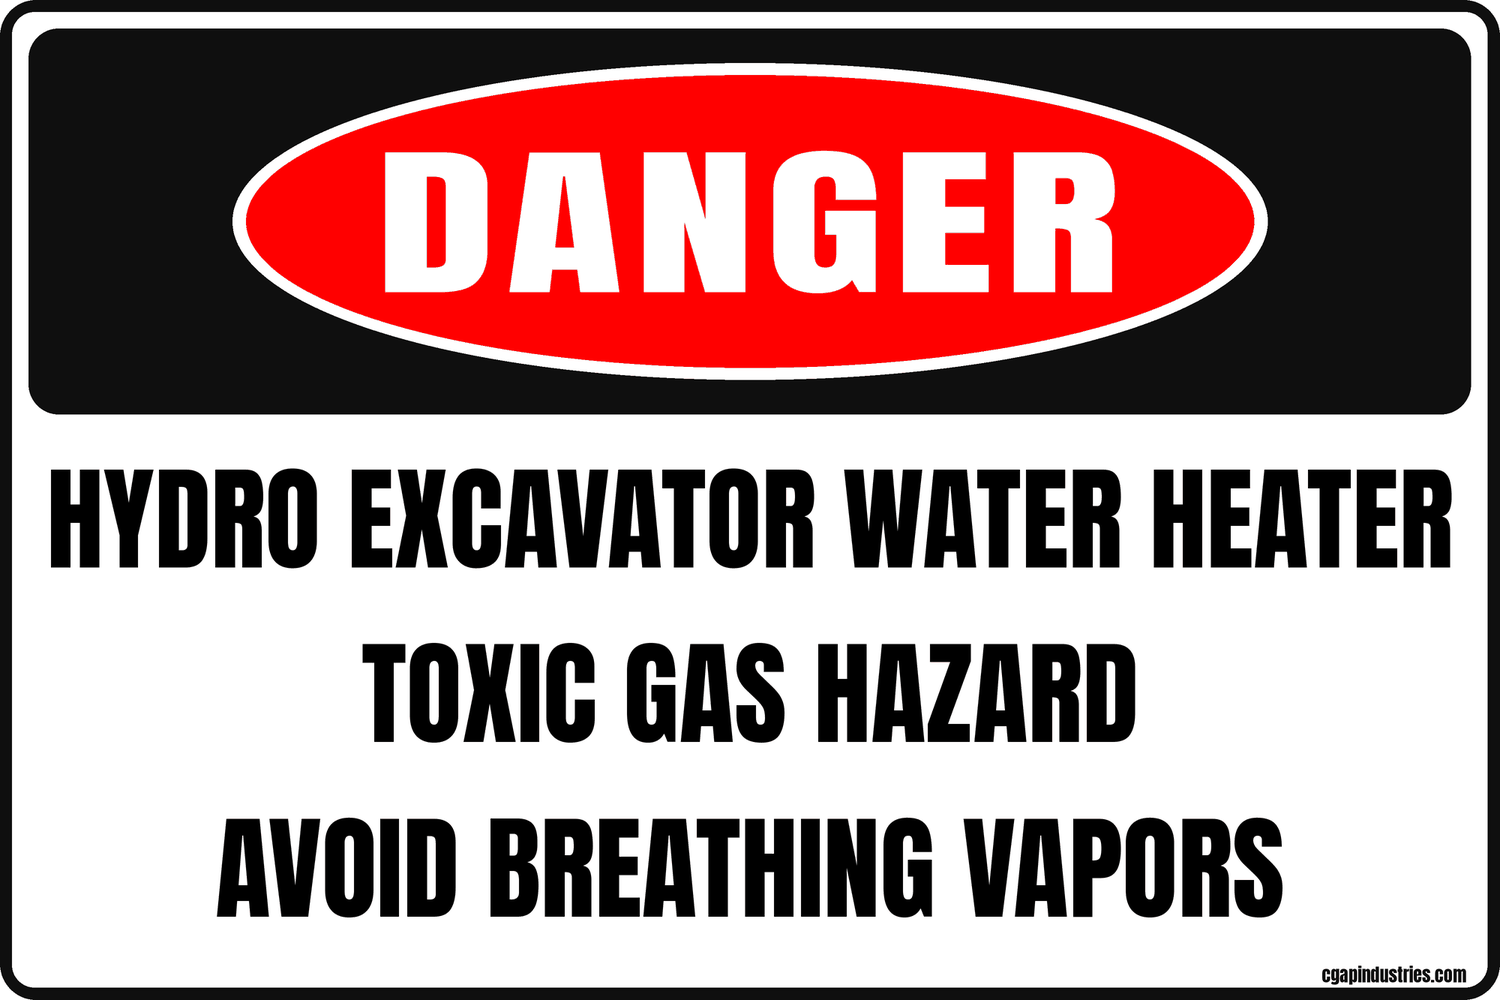 DANGER
HYDRO EXCAVATOR WATER HEATER
TOXIC GAS HAZARD
AVOID BREATHING VAPORS
cgapindustries.com